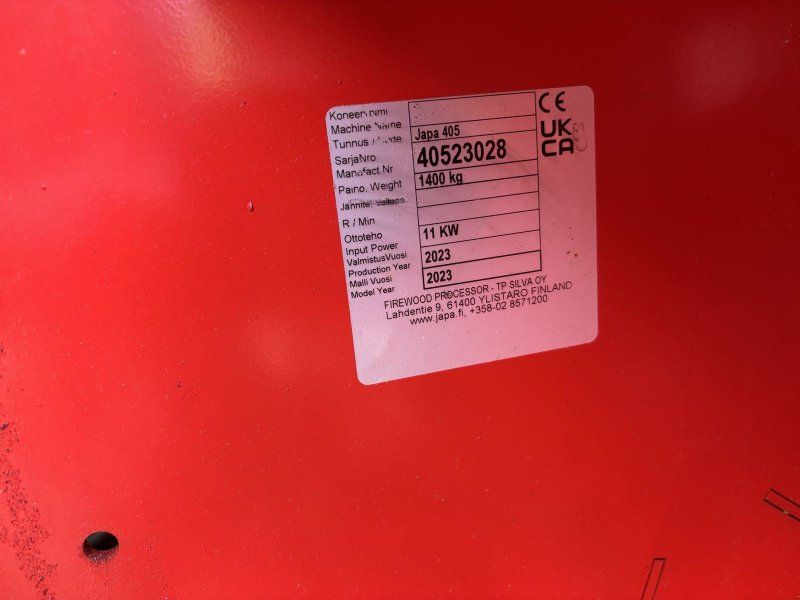 Koneen nimi
Machine Name
Tunnus / Code Japa 405
SarjaNro
Manufact.Nr 40523028
Paino, Weight 1400 kg
Jännite,
R / Min
Ottoteho
Input Power 11 KW
ValmistusVuosi
Production Year 2023
Malli Vuosi
Model Year 2023
CE
UK
CA
FIREWOOD PROCESSOR - TP SILVA OY
Lahdentie 9, 61400 YLISTARO FINLAND
www.japa.fi, +358-02 8571200